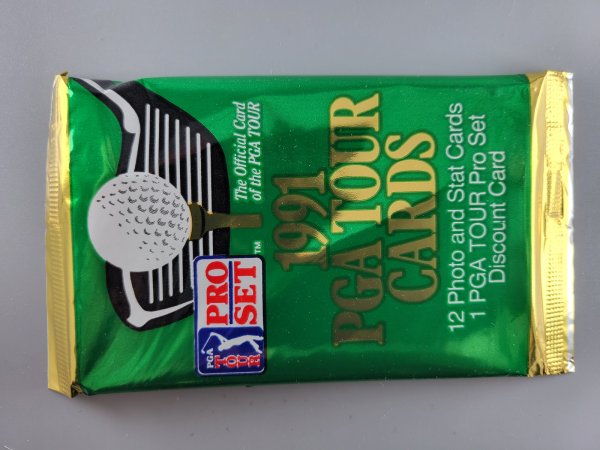 The Official Card
of the PGA TOUR
PGA
TOUR
PRO
SET
TM
1991
PGA TOUR
CARDS
12 Photo and Stat Cards
1 PGA TOUR Pro Set
Discount Card